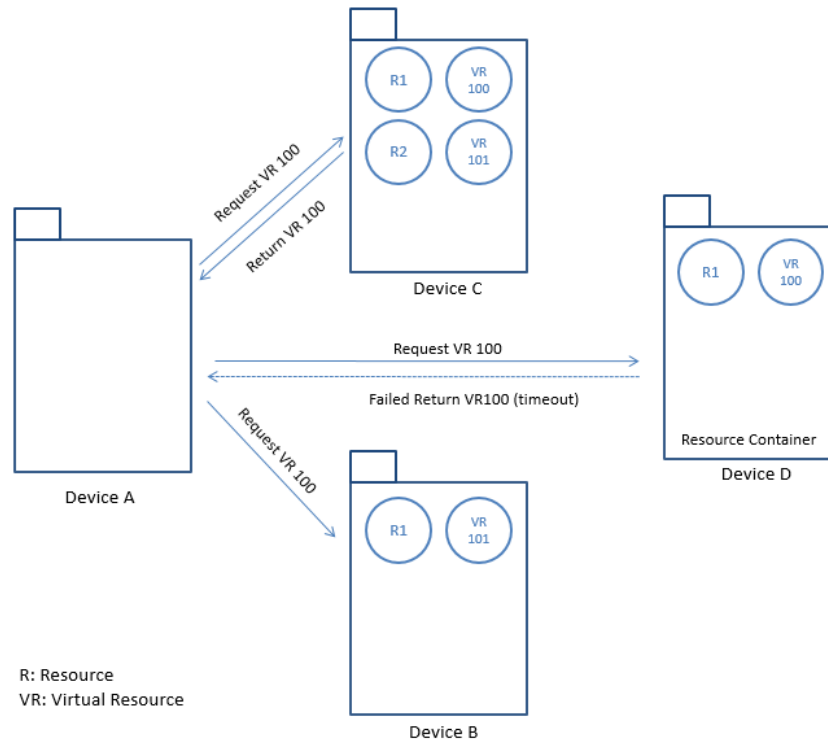 R1
VR
100
R2
VR
101
Device C
Request VR 100
Return VR 100
Device A
Request VR 100
Failed Return VR100 (timeout)
R1
VR
100
Resource Container
Device D
Request VR 100
R1
VR
101
Device B
R: Resource
VR: Virtual Resource